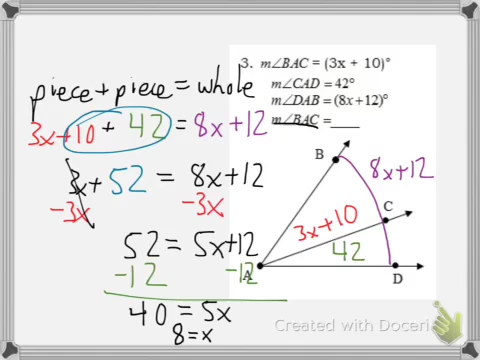 3. m∠BAC = (3x + 10)°
m∠CAD = 42°
m∠DAB = (8x+12)°
m∠BAC =
piece + piece = whole
3x+10 + 42 = 8x+12
3x + 52 = 8x+12
-3x -3x
52 = 5x+12
-12 -12
40 = 5x
8=x
B
8x+12
C
3x+10
42
A
D
Created with Doceri